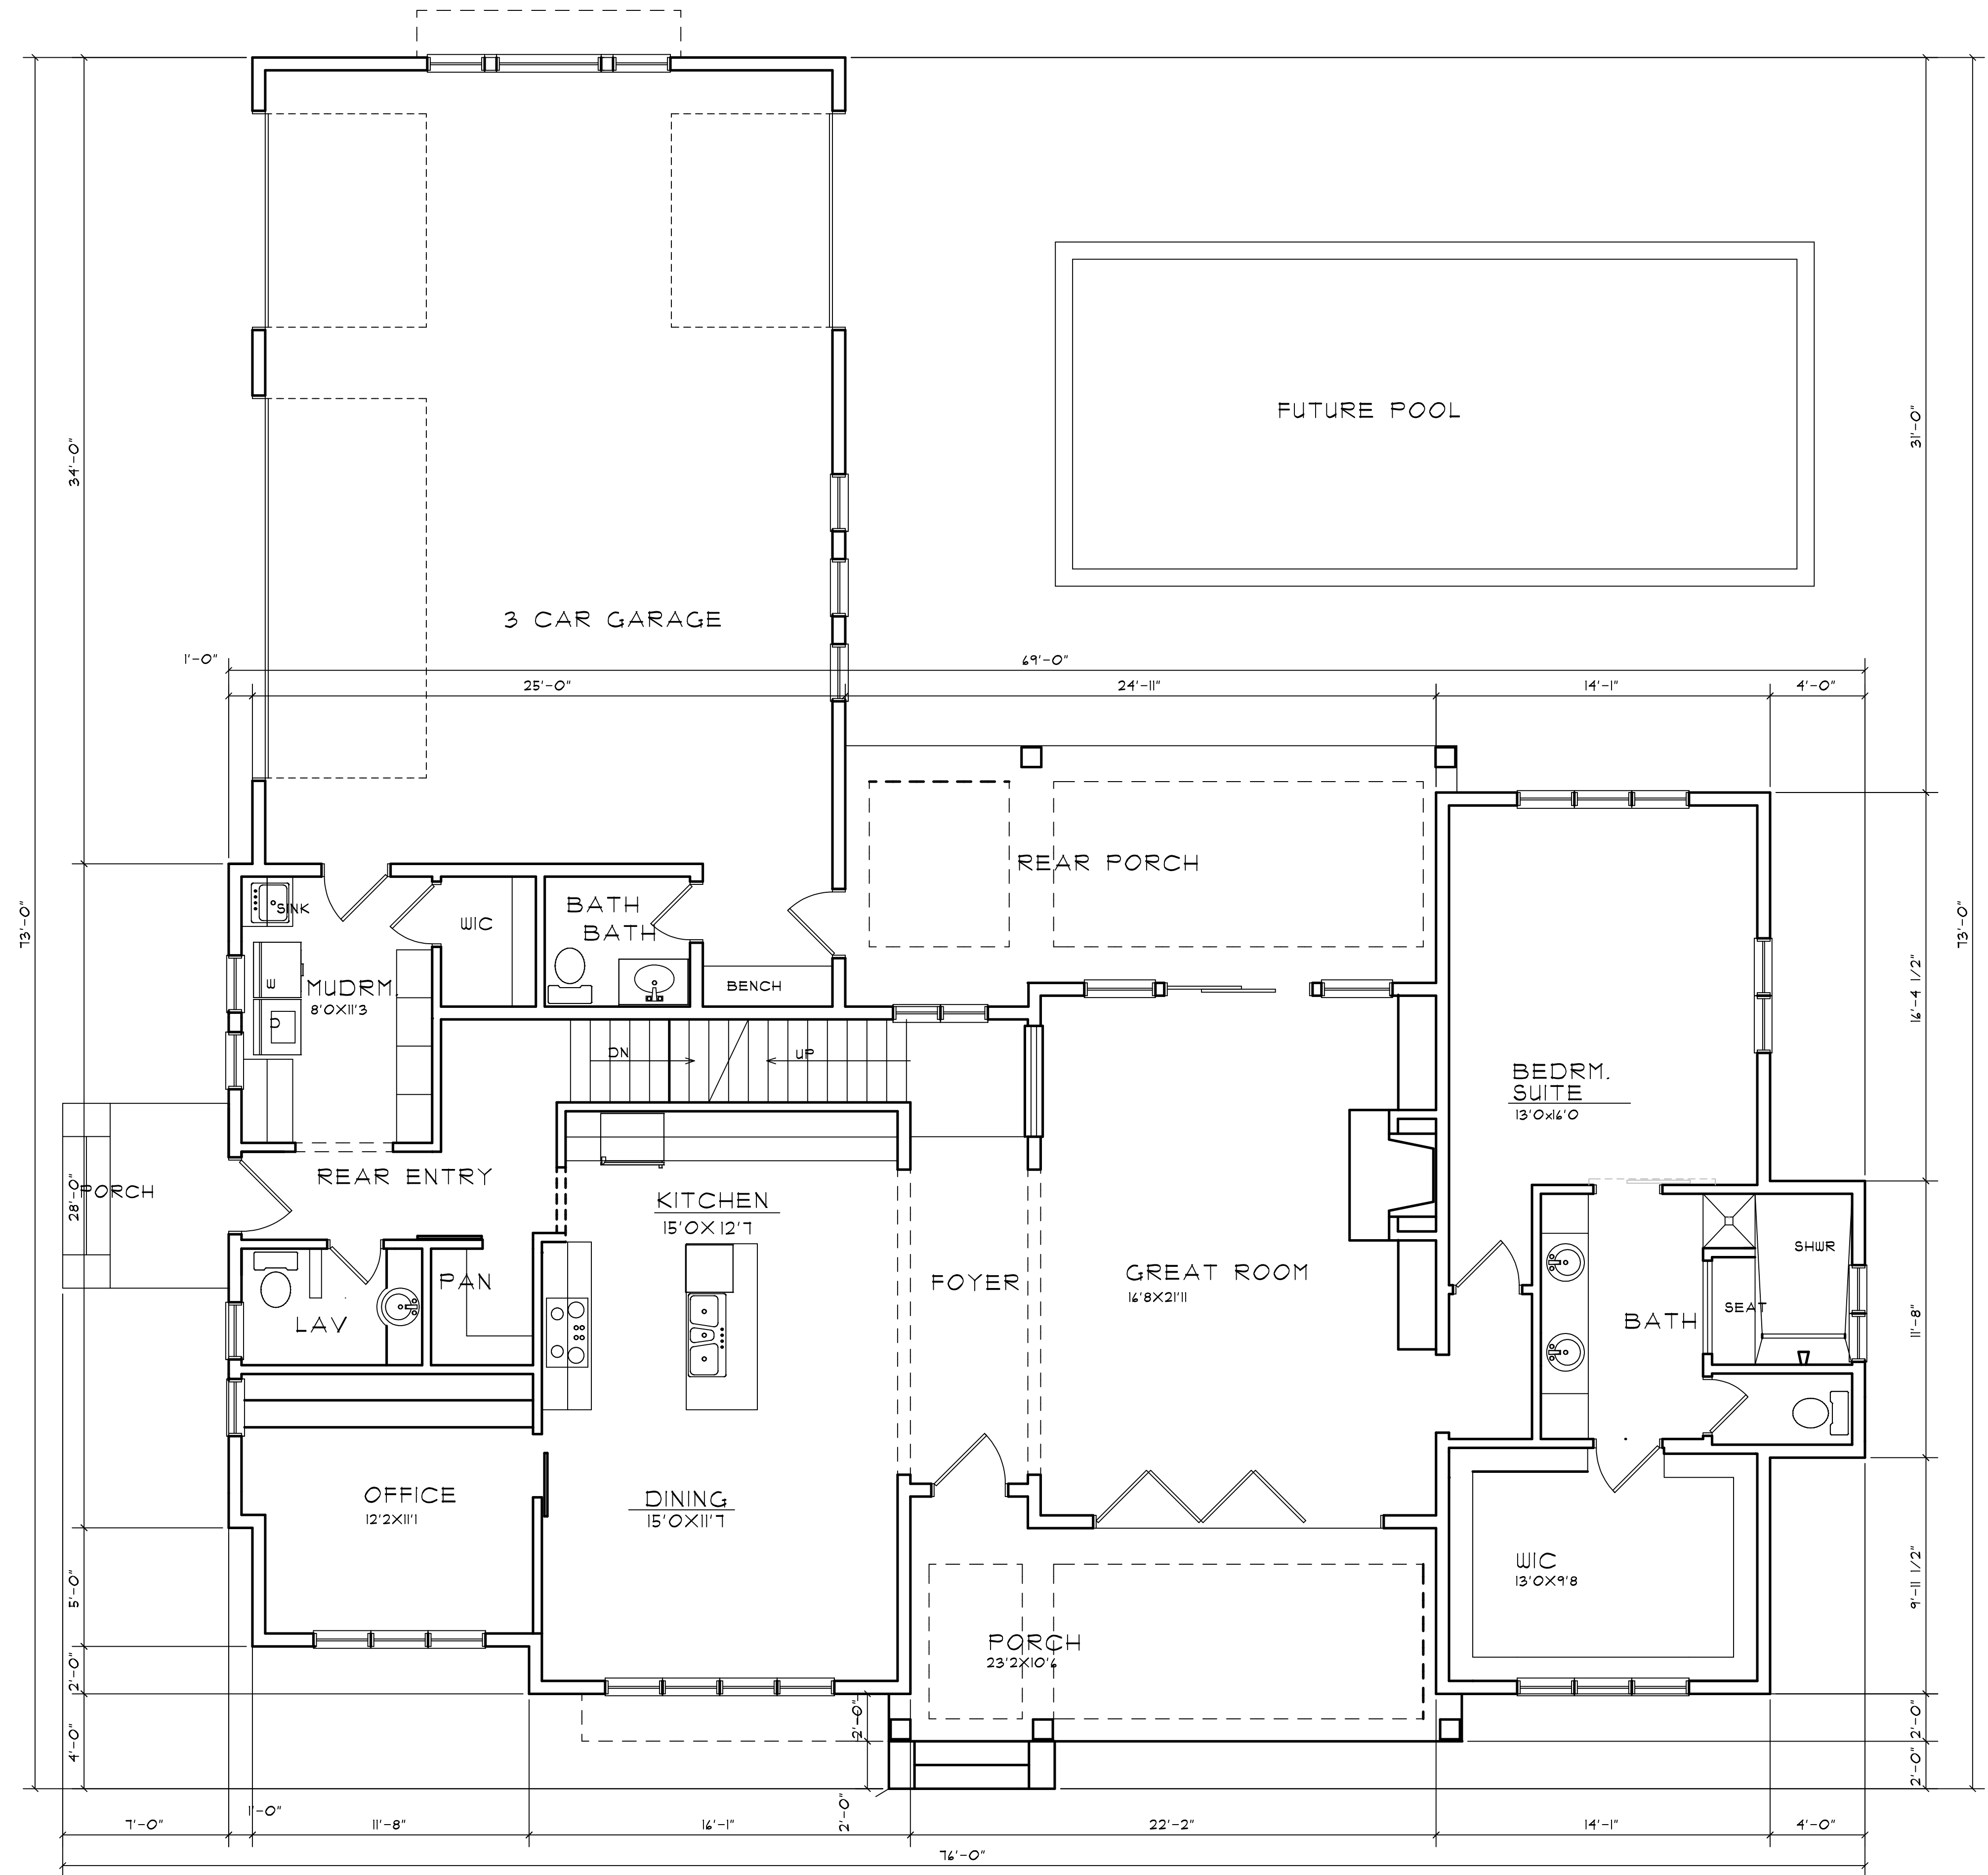 FUTURE POOL
34'-0"
31'-0"
3 CAR GARAGE
1'-0"
69'-0"
25'-0"
24'-11"
14'-1"
4'-0"
73'-0"
73'-0"
REAR PORCH
SINK
WIC
BATH
BATH
W
MUDRM.
8'0X11'3
BENCH
D
DN
UP
16'-4 1/2"
BEDRM.
SUITE
13'0x16'0
PORCH
28'-0"
REAR ENTRY
KITCHEN
15'0X12'7
SHWR
PAN
FOYER
GREAT ROOM
16'8X21'11
LAV
SEAT
BATH
11'-8"
OFFICE
12'2X11'1
DINING
15'0X11'7
WIC
13'0X9'8
5'-0"
9'-11 1/2"
PORCH
23'2X10'6
2'-0"
2'-0"
2'-0"
4'-0"
2'-0"
2'-0"
7'-0"
1'-0"
11'-8"
16'-1"
22'-2"
14'-1"
4'-0"
76'-0"